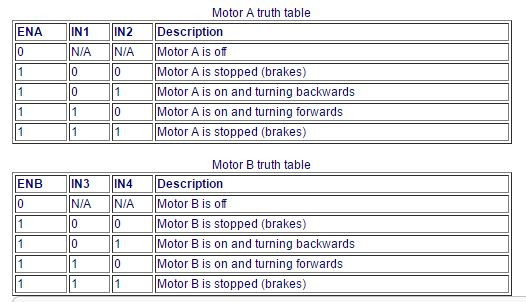 Motor A truth table
ENA IN1 IN2 Description
0 N/A N/A Motor A is off
1 0 0 Motor A is stopped (brakes)
1 0 1 Motor A is on and turning backwards
1 1 0 Motor A is on and turning forwards
1 1 1 Motor A is stopped (brakes)
Motor B truth table
ENB IN3 IN4 Description
0 N/A N/A Motor B is off
1 0 0 Motor B is stopped (brakes)
1 0 1 Motor B is on and turning backwards
1 1 0 Motor B is on and turning forwards
1 1 1 Motor B is stopped (brakes)